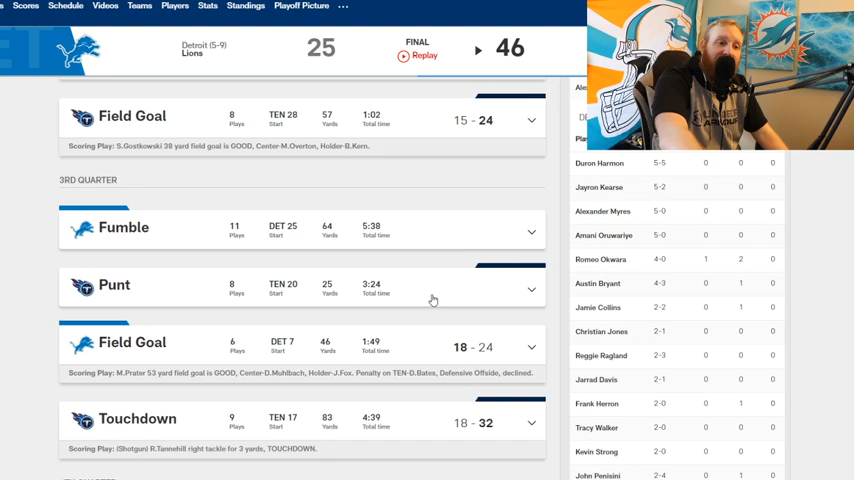 s Scores Schedule Videos Teams Players Stats Standings Playoff Picture ...
Detroit (5-9)
Lions
25
FINAL
Replay
46
Field Goal
8
Plays
TEN 28
Start
57
Yards
1:02
Total time
15 - 24
Scoring Play: S.Gostkowski 38 yard field goal is GOOD, Center-M.Overton, Holder-B.Kern.
3RD QUARTER
Fumble
11
Plays
DET 25
Start
64
Yards
5:38
Total time
Punt
8
Plays
TEN 20
Start
25
Yards
3:24
Total time
Field Goal
6
Plays
DET 7
Start
46
Yards
1:49
Total time
18 - 24
Scoring Play: M.Prater 53 yard field goal is GOOD, Center-D.Muhlbach, Holder-J.Fox. Penalty on TEN-D.Bates, Defensive Offside, declined.
Touchdown
9
Plays
TEN 17
Start
83
Yards
4:39
Total time
18 - 32
Scoring Play: (Shotgun) R.Tannehill right tackle for 3 yards, TOUCHDOWN.
Duron Harmon 5-5 0 0 0
Jayron Kearse 5-2 0 0 0
Alexander Myres 5-0 0 0 0
Amani Oruwariye 5-0 0 0 0
Romeo Okwara 4-0 1 2 0
Austin Bryant 4-3 0 1 0
Jamie Collins 2-2 0 1 0
Christian Jones 2-1 0 0 0
Reggie Ragland 2-3 0 0 0
Jarrad Davis 2-1 0 0 0
Frank Herron 2-0 0 1 0
Tracy Walker 2-0 0 0 0
Kevin Strong 2-0 0 0 0
John Penisini 2-4 0 1 0